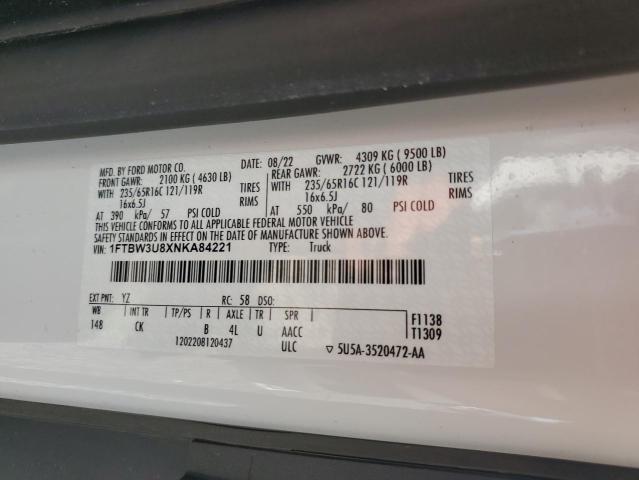 MFD. BY FORD MOTOR CO. 08/22 GVWR: 4309 KG ( 9500 LB)
FRONT GAWR: 2100 KG ( 4630 LB) REAR GAWR: 2722 KG ( 6000 LB)
WITH 235/65R16C 121/119R TIRES WITH 235/65R16C 121/119R TIRES
16x6.5J RIMS 16x6.5J RIMS
AT 390 kPa/ 57 PSI COLD AT 550 kPa/ 80 PSI COLD
THIS VEHICLE CONFORMS TO ALL APPLICABLE FEDERAL MOTOR VEHICLE
SAFETY STANDARDS IN EFFECT ON THE DATE OF MANUFACTURE SHOWN ABOVE.
VIN: 1FTBW3U8XNKA84221 TYPE: Truck
EXT PNT: YZ RC: 58 DSO:
WB INT TR TP/PS R AXLE TR SPR
148 CK B 4L U AACC
F1138
T1309
1202208120437 ULC ▽ 5U5A-3520472-AA